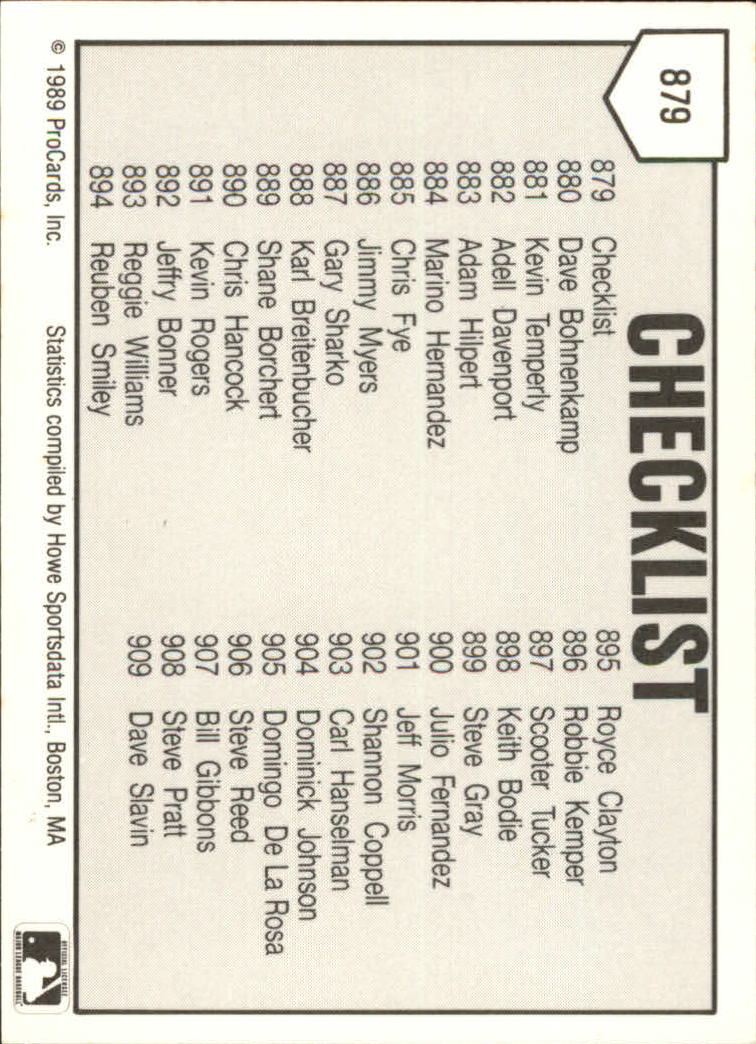 879
CHECKLIST
879 Checklist
880 Dave Bohnenkamp
881 Kevin Temperly
882 Adell Davenport
883 Adam Hilpert
884 Marino Hernandez
885 Chris Fye
886 Jimmy Myers
887 Gary Sharko
888 Karl Breitenbucher
889 Shane Borchert
890 Chris Hancock
891 Kevin Rogers
892 Jeffry Bonner
893 Reggie Williams
894 Reuben Smiley
895 Royce Clayton
896 Robbie Kemper
897 Scooter Tucker
898 Keith Bodie
899 Steve Gray
900 Julio Fernandez
901 Jeff Morris
902 Shannon Coppell
903 Carl Hanselman
904 Dominick Johnson
905 Domingo De La Rosa
906 Steve Reed
907 Bill Gibbons
908 Steve Pratt
909 Dave Slavin
© 1989 ProCards, Inc. Statistics compiled by Howe Sportsdata Intl., Boston, MA
OFFICIAL LICENSEE
MAJOR LEAGUE BASEBALL